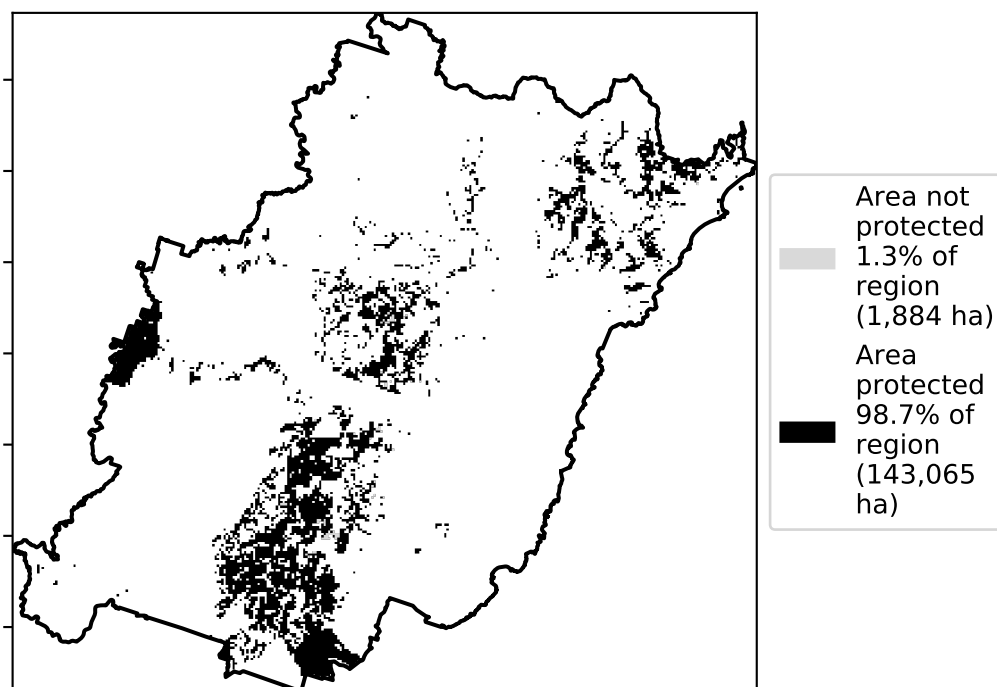 Area not
protected
1.3% of
region
(1,884 ha)
Area
protected
98.7% of
region
(143,065
ha)